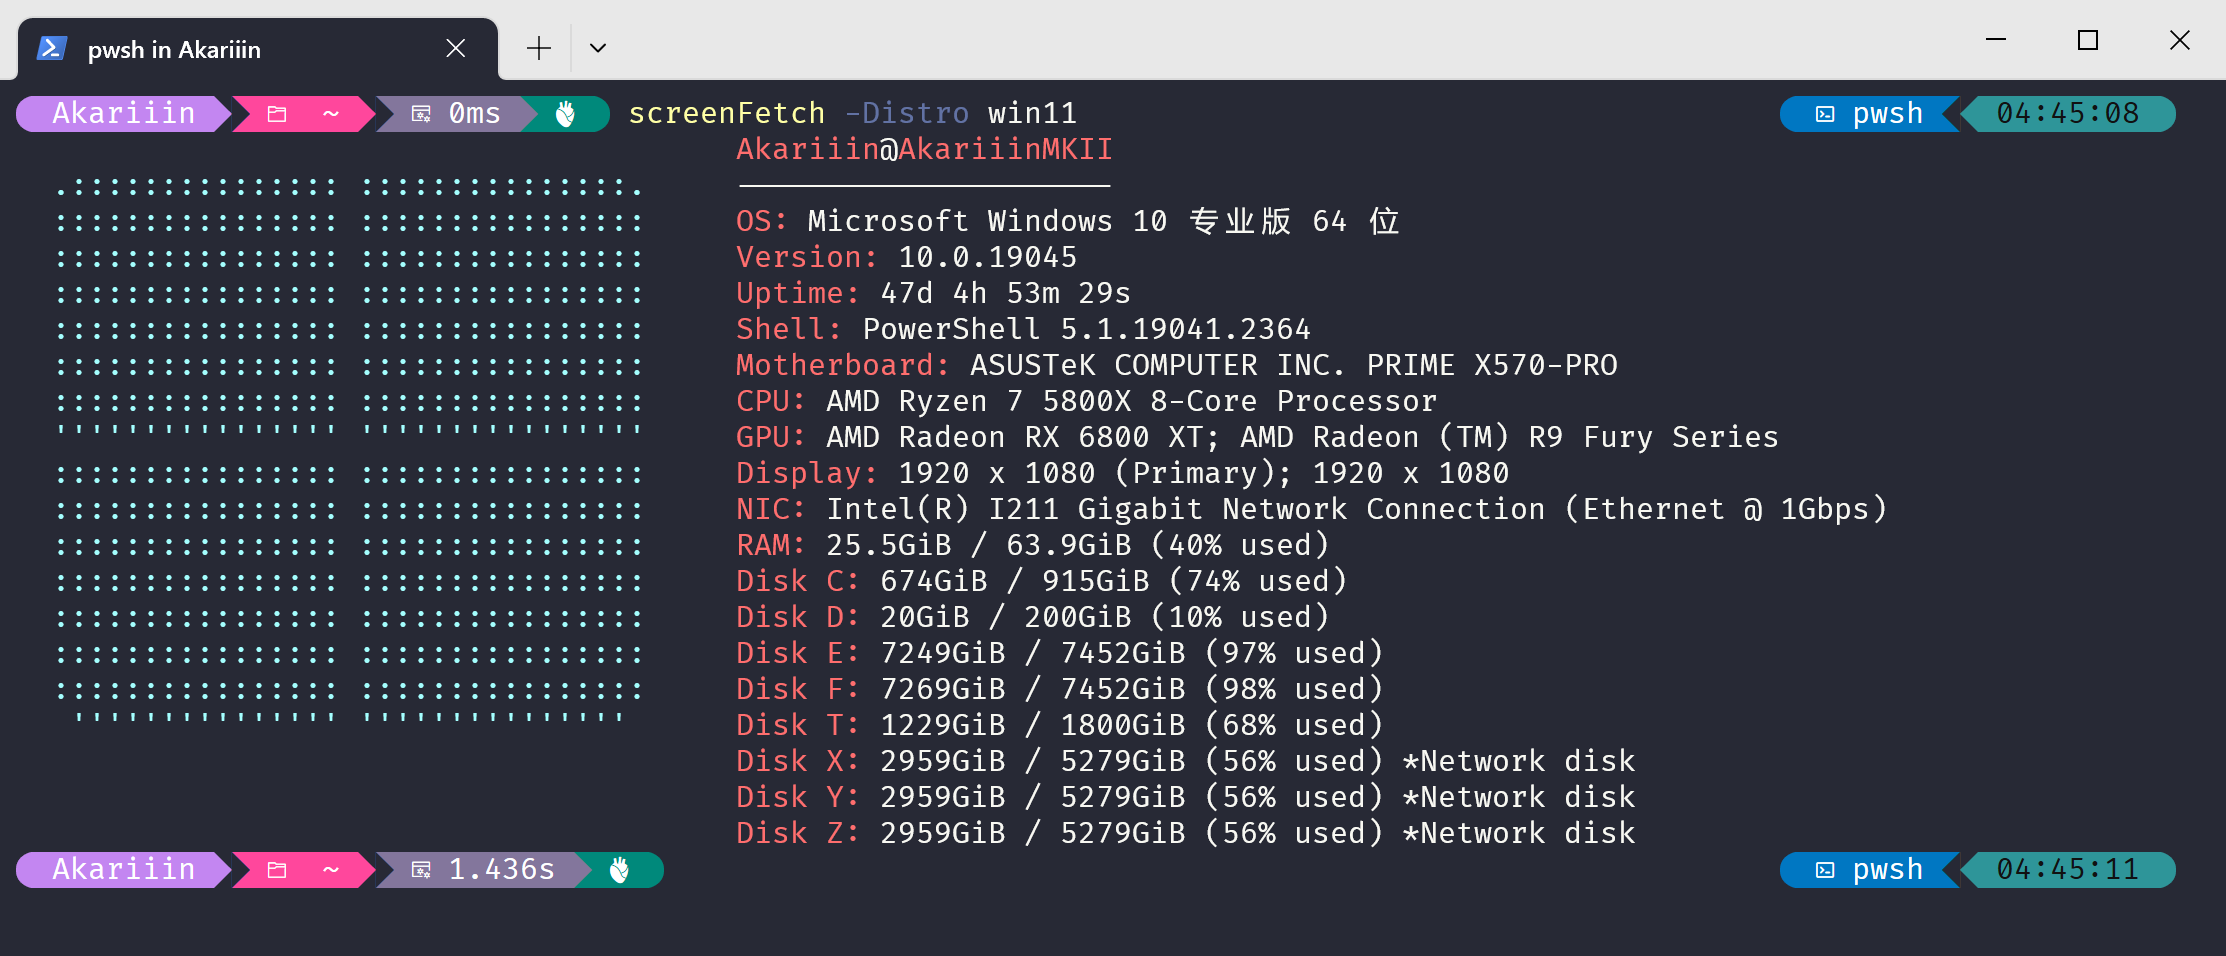 pwsh in Akariiin
Akariiin ~ 0ms screenFetch -Distro win11 pwsh 04:45:08
Akariiin@AkariiinMKII
OS: Microsoft Windows 10 专业版 64 位
Version: 10.0.19045
Uptime: 47d 4h 53m 29s
Shell: PowerShell 5.1.19041.2364
Motherboard: ASUSTeK COMPUTER INC. PRIME X570-PRO
CPU: AMD Ryzen 7 5800X 8-Core Processor
GPU: AMD Radeon RX 6800 XT; AMD Radeon (TM) R9 Fury Series
Display: 1920 x 1080 (Primary); 1920 x 1080
NIC: Intel(R) I211 Gigabit Network Connection (Ethernet @ 1Gbps)
RAM: 25.5GiB / 63.9GiB (40% used)
Disk C: 674GiB / 915GiB (74% used)
Disk D: 20GiB / 200GiB (10% used)
Disk E: 7249GiB / 7452GiB (97% used)
Disk F: 7269GiB / 7452GiB (98% used)
Disk T: 1229GiB / 1800GiB (68% used)
Disk X: 2959GiB / 5279GiB (56% used) *Network disk
Disk Y: 2959GiB / 5279GiB (56% used) *Network disk
Disk Z: 2959GiB / 5279GiB (56% used) *Network disk
Akariiin ~ 1.436s pwsh 04:45:11